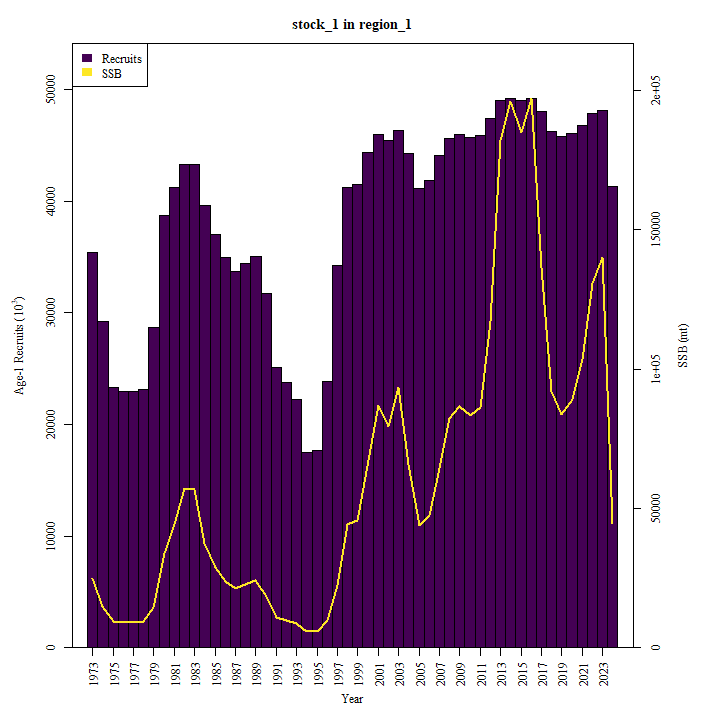 stock_1 in region_1
Recruits
SSB
50000
40000
30000
20000
10000
0
Age-1 Recruits (10³)
2e+05
150000
1e+05
50000
0
SSB (mt)
1973 1975 1977 1979 1981 1983 1985 1987 1989 1991 1993 1995 1997 1999 2001 2003 2005 2007 2009 2011 2013 2015 2017 2019 2021 2023
Year